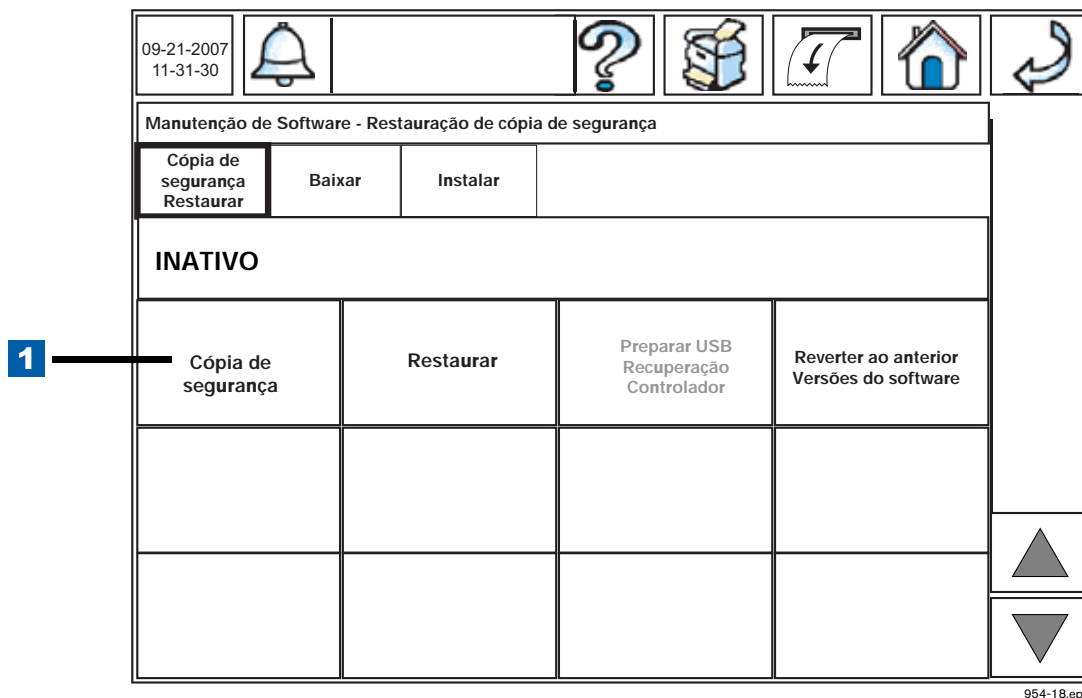 09-21-2007
11-31-30
Manutenção de Software - Restauração de cópia de segurança
Cópia de
segurança
Restaurar
Baixar
Instalar
INATIVO
1
Cópia de
segurança
Restaurar
Preparar USB
Recuperação
Controlador
Reverter ao anterior
Versões do software
954-18.ep